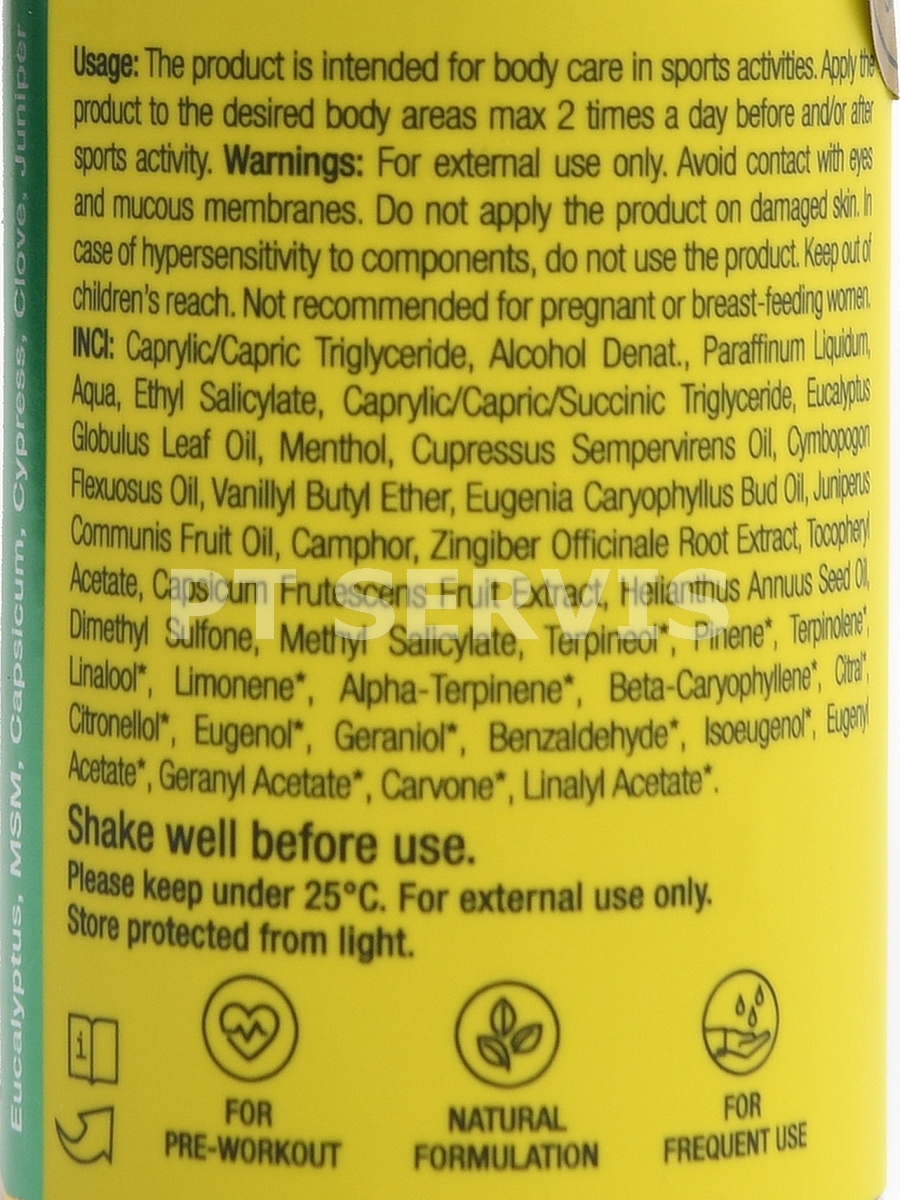 Usage: The product is intended for body care in sports activities. Apply the
product to the desired body areas max 2 times a day before and/or after
sports activity. Warnings: For external use only. Avoid contact with eyes
and mucous membranes. Do not apply the product on damaged skin. In
case of hypersensitivity to components, do not use the product. Keep out of
children's reach. Not recommended for pregnant or breast-feeding women.
INCI: Caprylic/Capric Triglyceride, Alcohol Denat., Paraffinum Liquidum,
Aqua, Ethyl Salicylate, Caprylic/Capric/Succinic Triglyceride, Eucalyptus
Globulus Leaf Oil, Menthol, Cupressus Sempervirens Oil, Cymbopogon
Flexuosus Oil, Vanillyl Butyl Ether, Eugenia Caryophyllus Bud Oil, Juniperus
Communis Fruit Oil, Camphor, Zingiber Officinale Root Extract, Tocopheryl
Acetate, Capsicum Frutescens Fruit Extract, Helianthus Annuus Seed Oil,
Dimethyl Sulfone, Methyl Salicylate, Terpineol*, Pinene*, Terpinolene*,
Linalool*, Limonene*, Alpha-Terpinene*, Beta-Caryophyllene*, Citral*,
Citronellol*, Eugenol*, Geraniol*, Benzaldehyde*, Isoeugenol*, Eugenyl
Acetate*, Geranyl Acetate*, Carvone*, Linalyl Acetate*.
Shake well before use.
Please keep under 25°C. For external use only.
Store protected from light.
FOR
PRE-WORKOUT
NATURAL
FORMULATION
FOR
FREQUENT USE
Eucalyptus, MSM, Capsicum, Cypress, Clove, Juniper
PT SERVIS
i